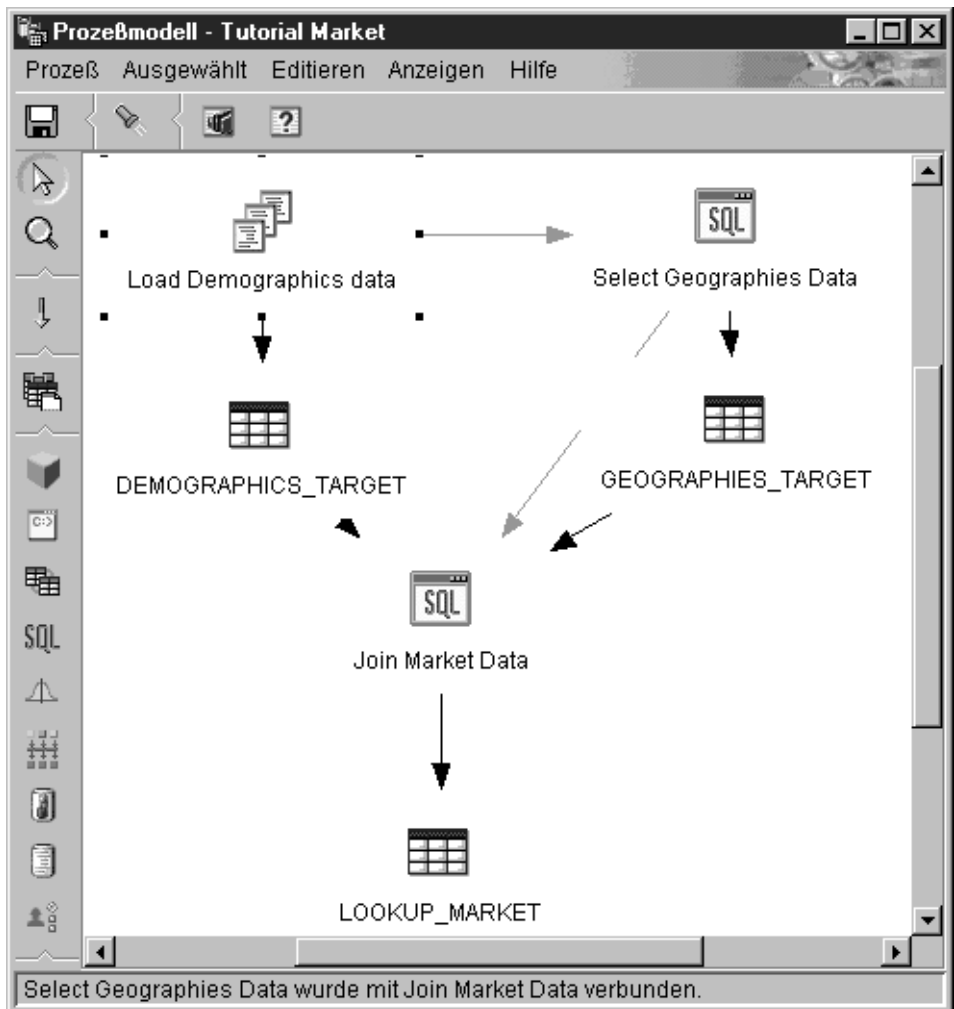 Prozeßmodell - Tutorial Market
Prozeß Ausgewählt Editieren Anzeigen Hilfe
SQL
Load Demographics data
Select Geographies Data
DEMOGRAPHICS_TARGET
GEOGRAPHIES_TARGET
C:>
SQL
SQL
Join Market Data
LOOKUP_MARKET
Select Geographies Data wurde mit Join Market Data verbunden.